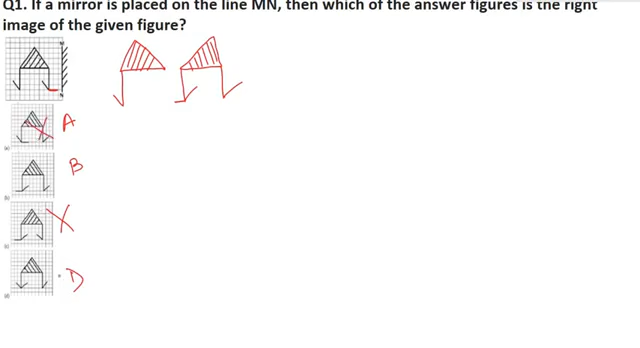 Q1. If a mirror is placed on the line MN, then which of the answer figures is the right
image of the given figure?
M
N
A
(a)
B
(b)
(c)
D
(d)